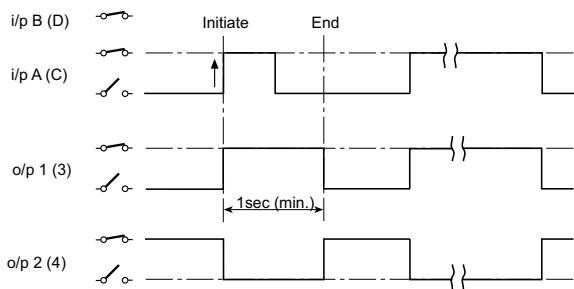 i/p B (D)
Initiate
End
i/p A (C)
o/p 1 (3)
1sec (min.)
o/p 2 (4)